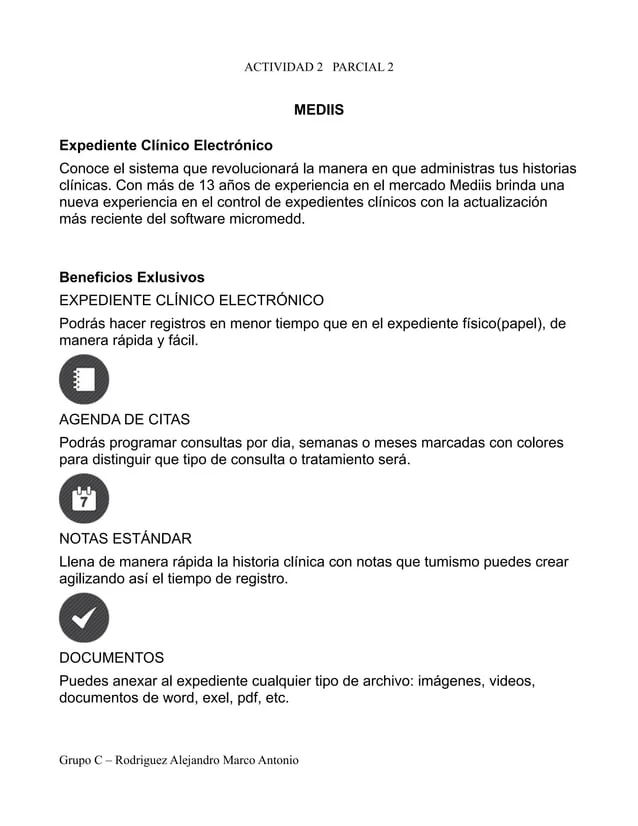 ACTIVIDAD 2 PARCIAL 2
MEDIIS
Expediente Clínico Electrónico
Conoce el sistema que revolucionará la manera en que administras tus historias
clínicas. Con más de 13 años de experiencia en el mercado Mediis brinda una
nueva experiencia en el control de expedientes clínicos con la actualización
más reciente del software micromedd.
Beneficios Exlusivos
EXPEDIENTE CLÍNICO ELECTRÓNICO
Podrás hacer registros en menor tiempo que en el expediente físico(papel), de
manera rápida y fácil.
AGENDA DE CITAS
Podrás programar consultas por dia, semanas o meses marcadas con colores
para distinguir que tipo de consulta o tratamiento será.
7
NOTAS ESTÁNDAR
Llena de manera rápida la historia clínica con notas que tumismo puedes crear
agilizando así el tiempo de registro.
DOCUMENTOS
Puedes anexar al expediente cualquier tipo de archivo: imágenes, videos,
documentos de word, exel, pdf, etc.
Grupo C – Rodriguez Alejandro Marco Antonio